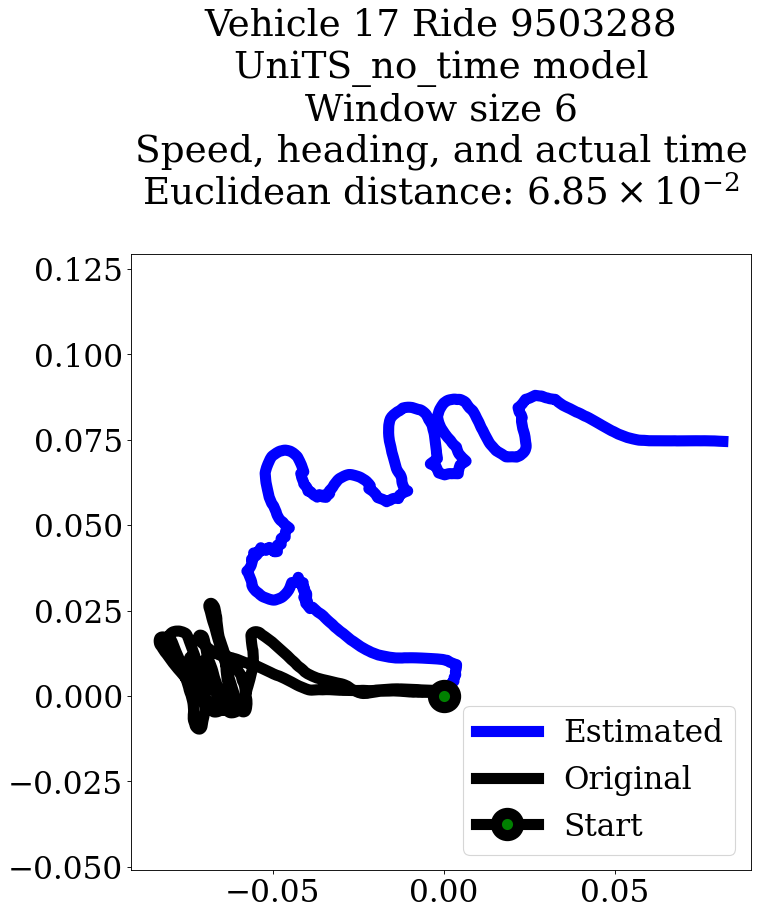 Vehicle 17 Ride 9503288
UniTS_no_time model
Window size 6
Speed, heading, and actual time
Euclidean distance: 6.85 × 10⁻²
0.125
0.100
0.075
0.050
0.025
0.000
−0.025
−0.050
−0.05 0.00 0.05
Estimated
Original
Start